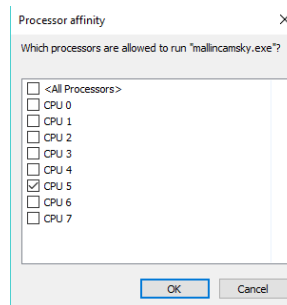 Processor affinity
Which processors are allowed to run "mallincamsky.exe"?
<All Processors>
CPU 0
CPU 1
CPU 2
CPU 3
CPU 4
CPU 5
CPU 6
CPU 7
OK Cancel